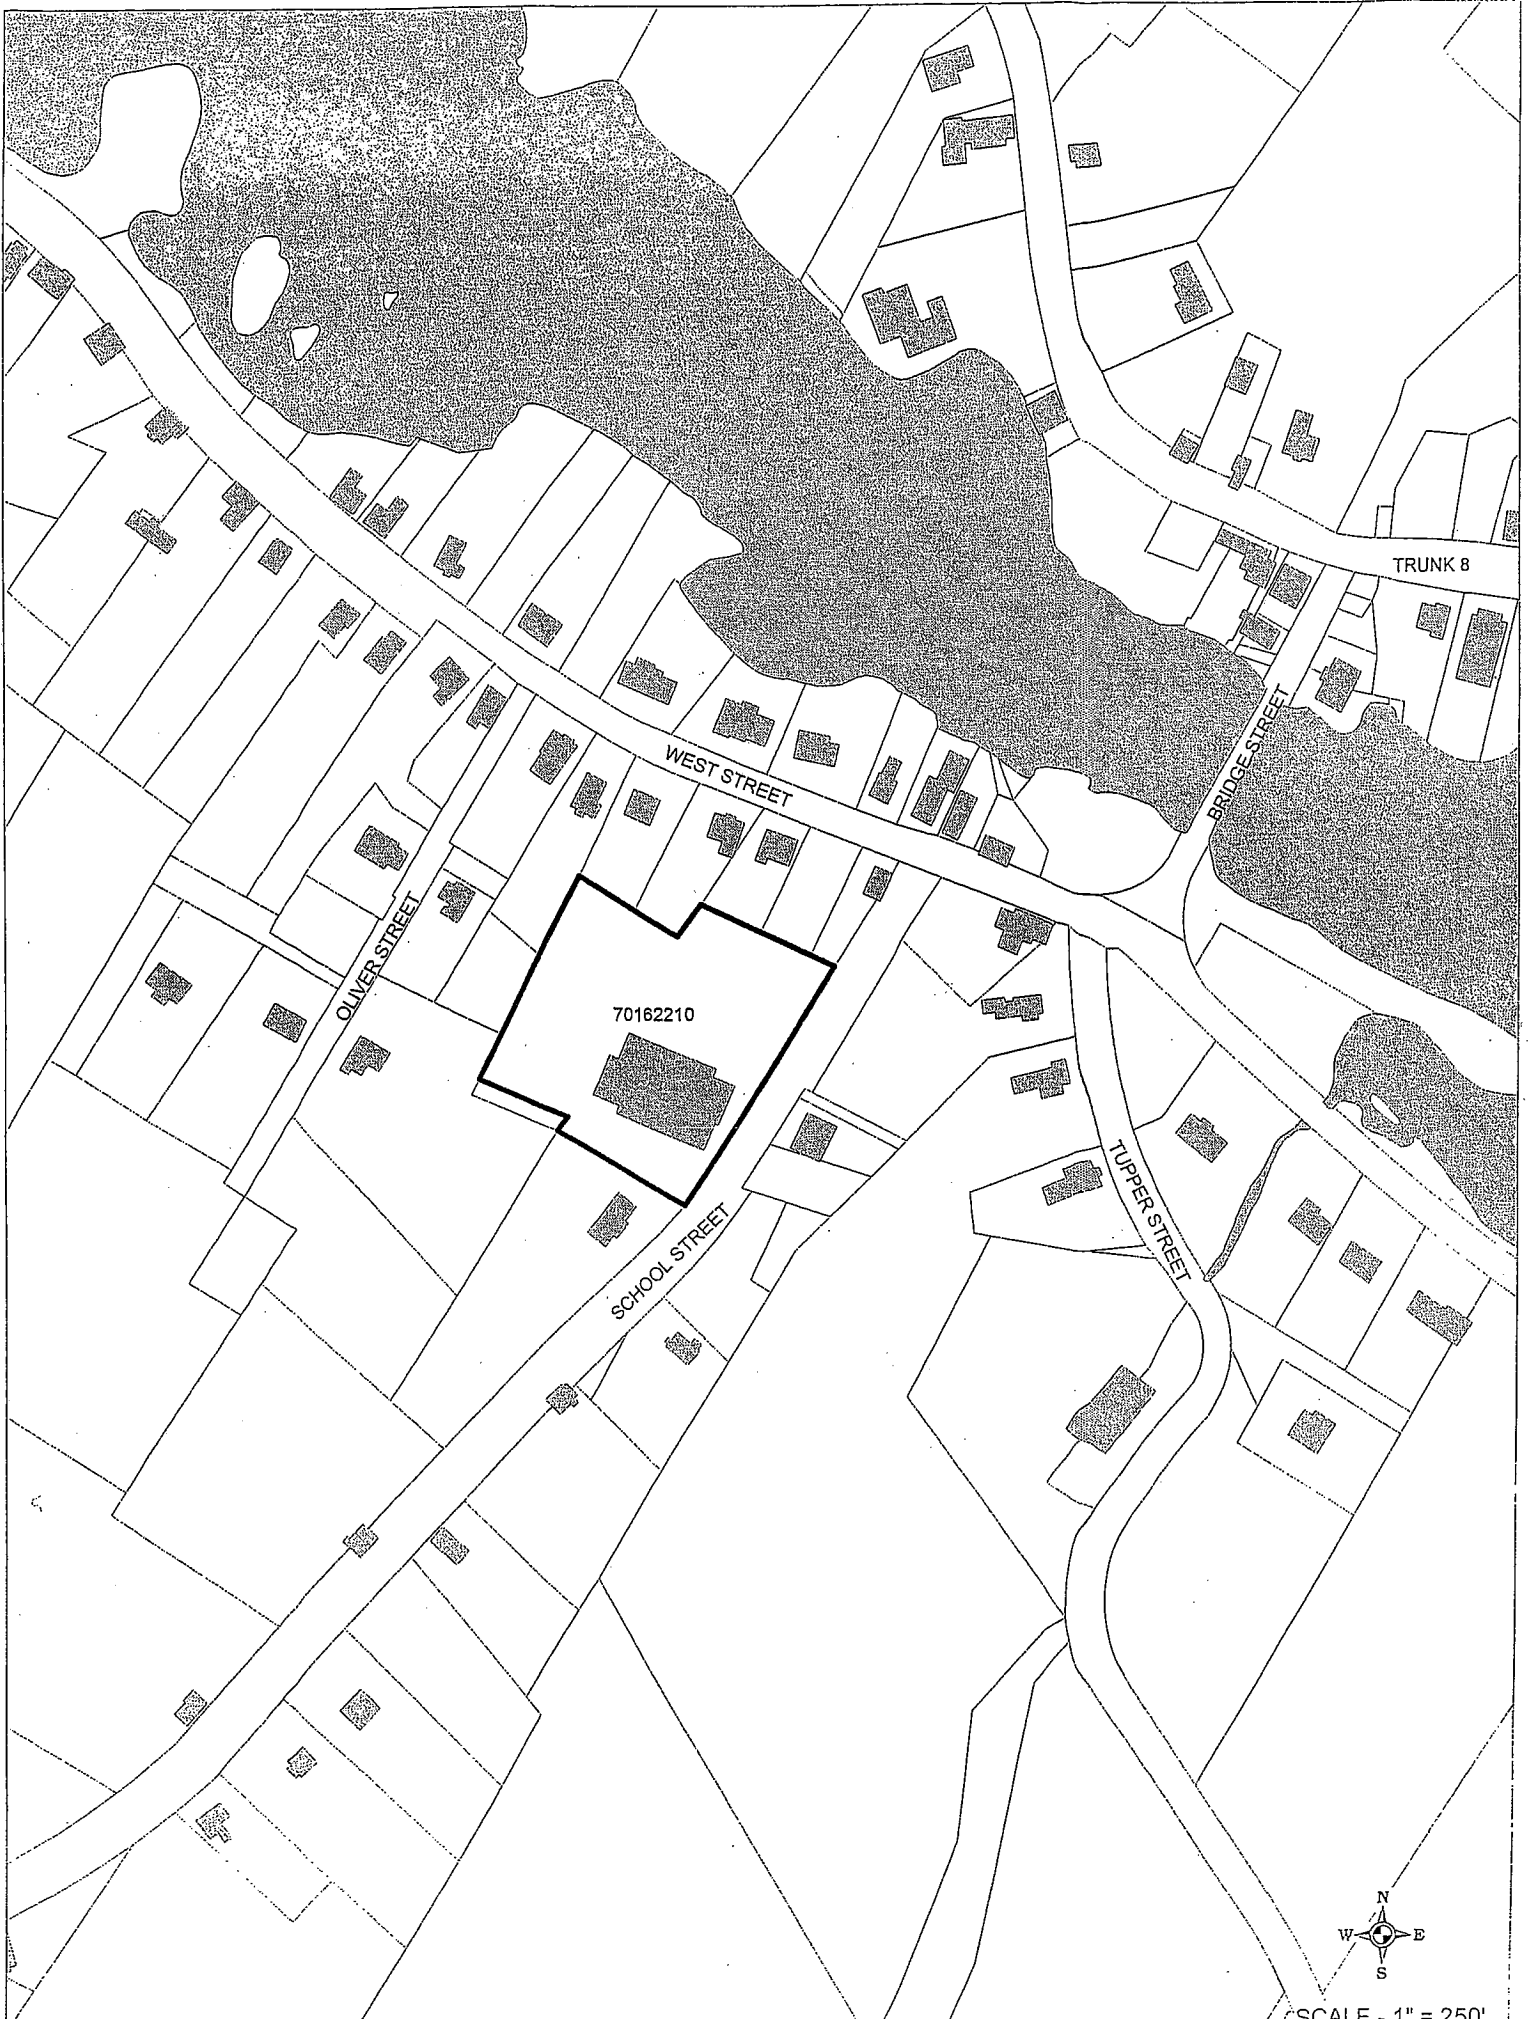 TRUNK 8
BRIDGE STREET
WEST STREET
OLIVER STREET
70162210
TUPPER STREET
SCHOOL STREET
N
W E
S
SCALE - 1" = 250'